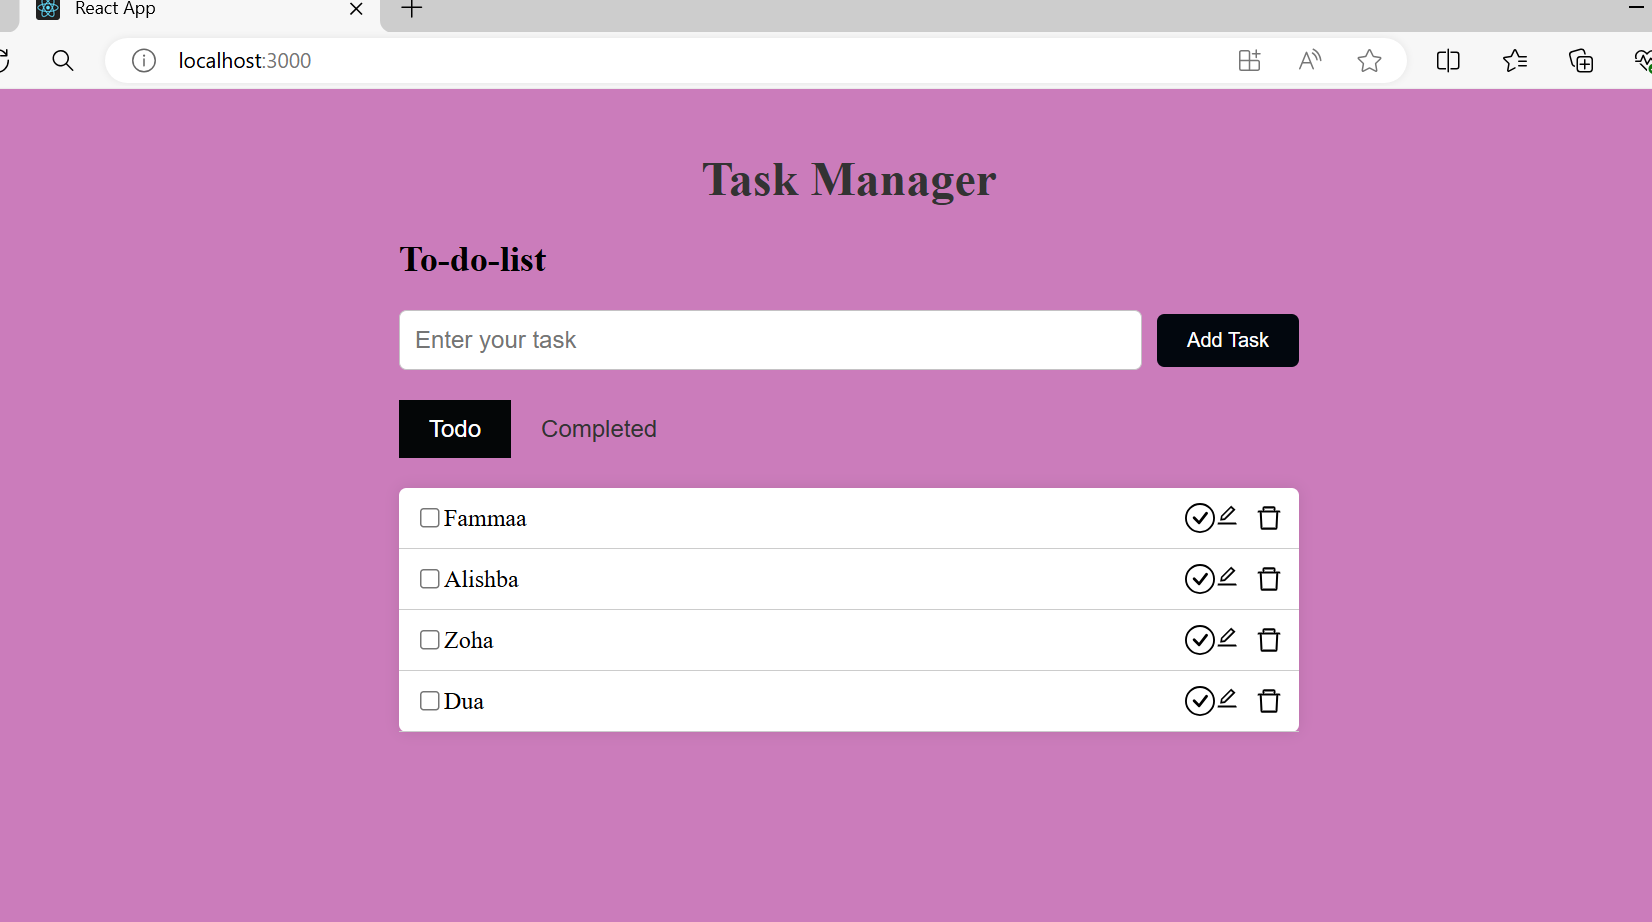 React App
localhost:3000
Task Manager
To-do-list
Enter your task
Add Task
Todo
Completed
Fammaa
Alishba
Zoha
Dua